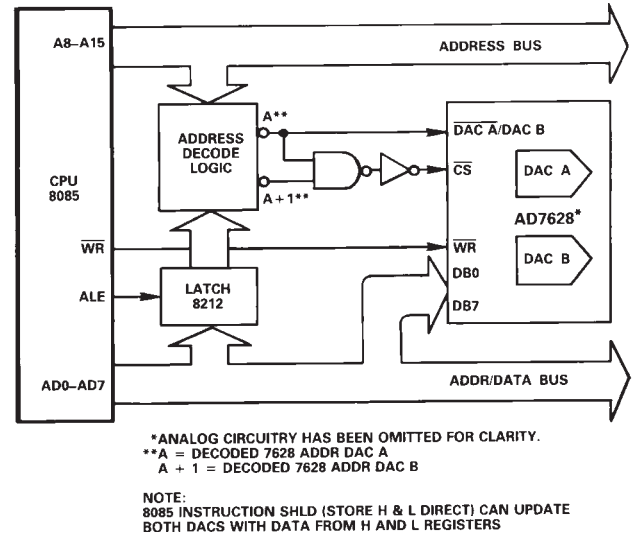 A8–A15
ADDRESS BUS
A**
ADDRESS
DECODE
LOGIC
DAC A/DAC B
CPU
8085
CS
DAC A
A + 1**
AD7628*
WR
WR
DAC B
DB0
ALE
LATCH
8212
DB7
AD0–AD7
ADDR/DATA BUS
*ANALOG CIRCUITRY HAS BEEN OMITTED FOR CLARITY.
**A = DECODED 7628 ADDR DAC A
A + 1 = DECODED 7628 ADDR DAC B
NOTE:
8085 INSTRUCTION SHLD (STORE H & L DIRECT) CAN UPDATE
BOTH DACS WITH DATA FROM H AND L REGISTERS